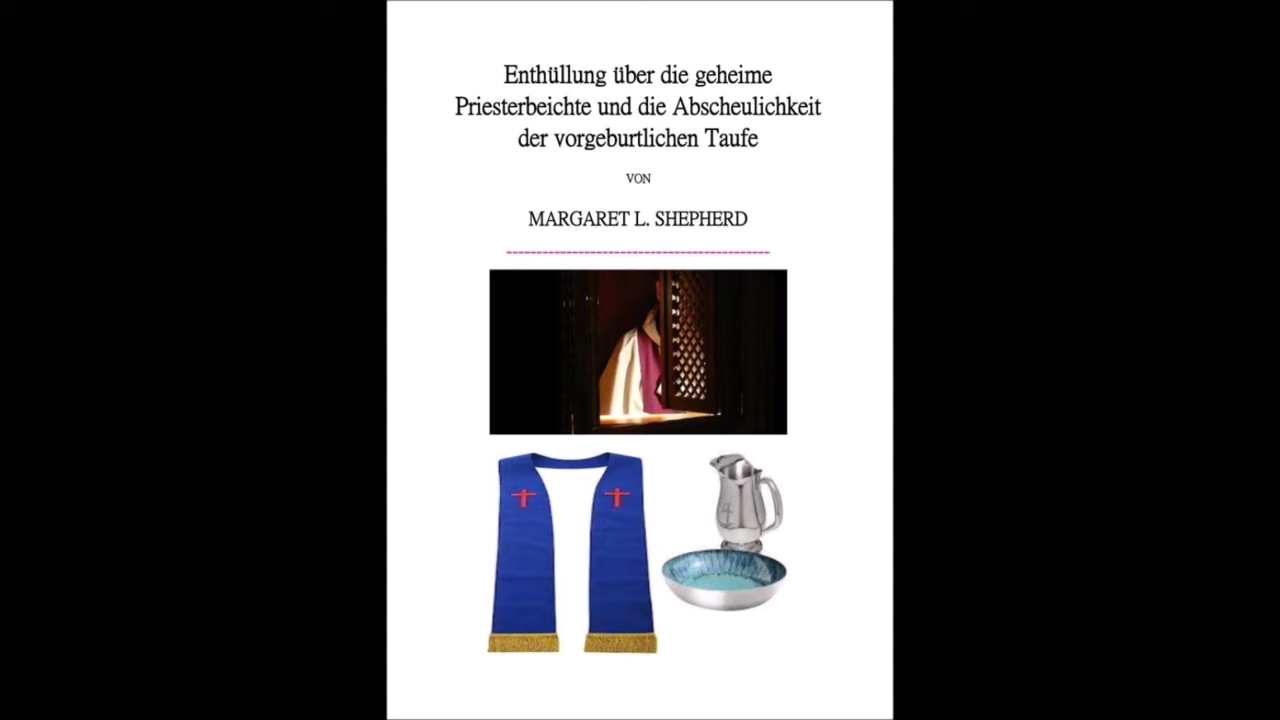 Enthüllung über die geheime
Priesterbeichte und die Abscheulichkeit
der vorgeburtlichen Taufe
VON
MARGARET L. SHEPHERD